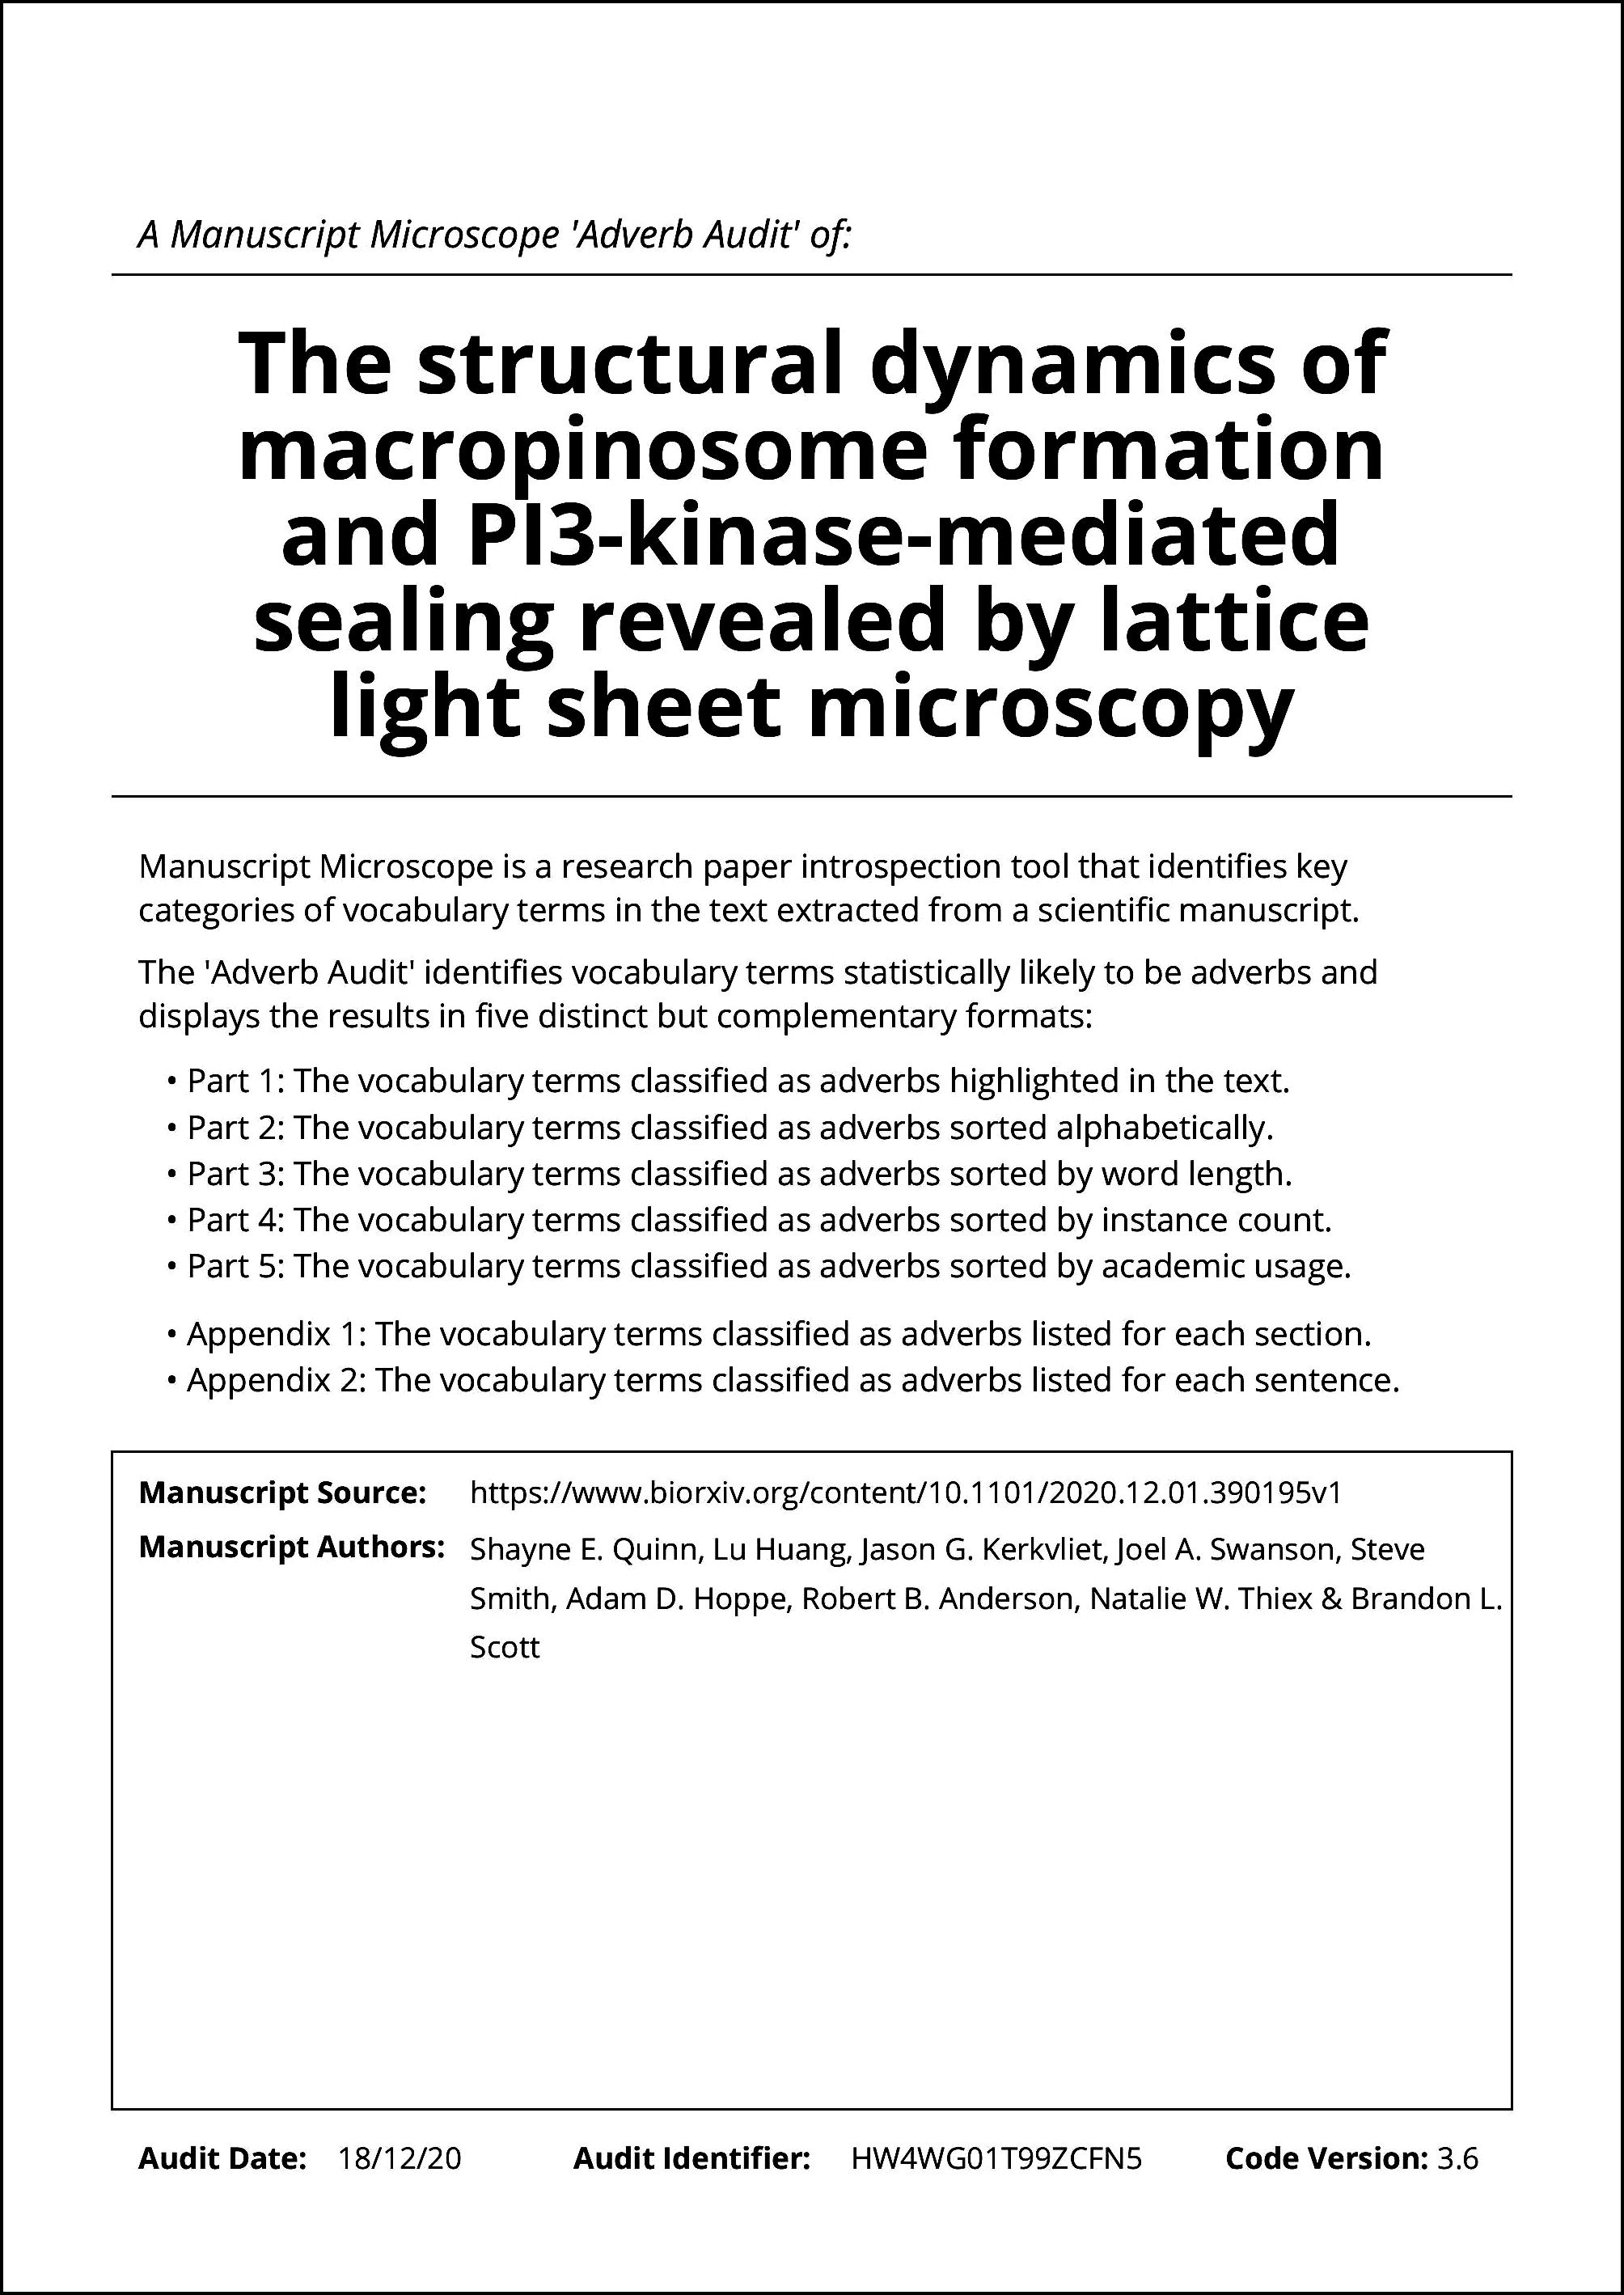 A Manuscript Microscope 'Adverb Audit' of:
The structural dynamics of
macropinosome formation
and PI3-kinase-mediated
sealing revealed by lattice
light sheet microscopy
Manuscript Microscope is a research paper introspection tool that identifies key
categories of vocabulary terms in the text extracted from a scientific manuscript.
The 'Adverb Audit' identifies vocabulary terms statistically likely to be adverbs and
displays the results in five distinct but complementary formats:
• Part 1: The vocabulary terms classified as adverbs highlighted in the text.
• Part 2: The vocabulary terms classified as adverbs sorted alphabetically.
• Part 3: The vocabulary terms classified as adverbs sorted by word length.
• Part 4: The vocabulary terms classified as adverbs sorted by instance count.
• Part 5: The vocabulary terms classified as adverbs sorted by academic usage.
• Appendix 1: The vocabulary terms classified as adverbs listed for each section.
• Appendix 2: The vocabulary terms classified as adverbs listed for each sentence.
Manuscript Source: https://www.biorxiv.org/content/10.1101/2020.12.01.390195v1
Manuscript Authors: Shayne E. Quinn, Lu Huang, Jason G. Kerkvliet, Joel A. Swanson, Steve
Smith, Adam D. Hoppe, Robert B. Anderson, Natalie W. Thiex & Brandon L.
Scott
Audit Date: 18/12/20 Audit Identifier: HW4WG01T99ZCFN5 Code Version: 3.6